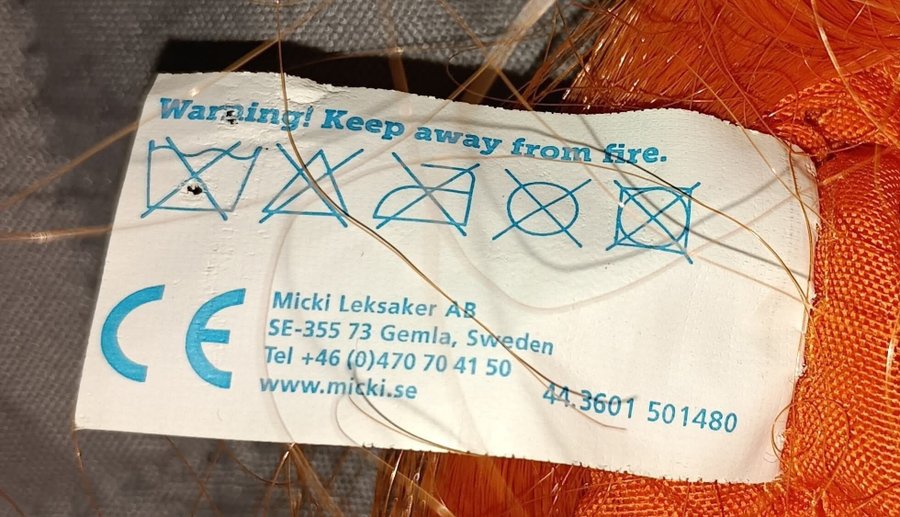 Warning! Keep away from fire.
CE
Micki Leksaker AB
SE-355 73 Gemla, Sweden
Tel +46 (0)470 70 41 50
www.micki.se
44.3601 501480